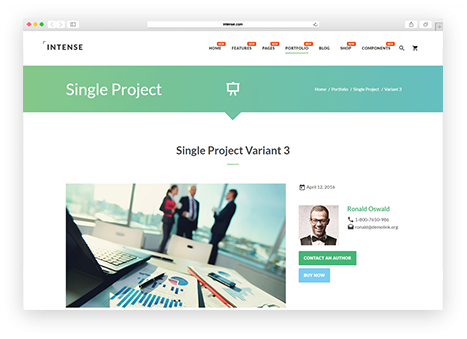 intense.com
INTENSE
HOME FEATURES PAGES PORTFOLIO BLOG SHOP COMPONENTS
Single Project
Home / Portfolio / Single Project / Variant 3
Single Project Variant 3
April 12, 2016
Ronald Oswald
1-800-7650-986
ronald@demolink.org
CONTACT AN AUTHOR
BUY NOW